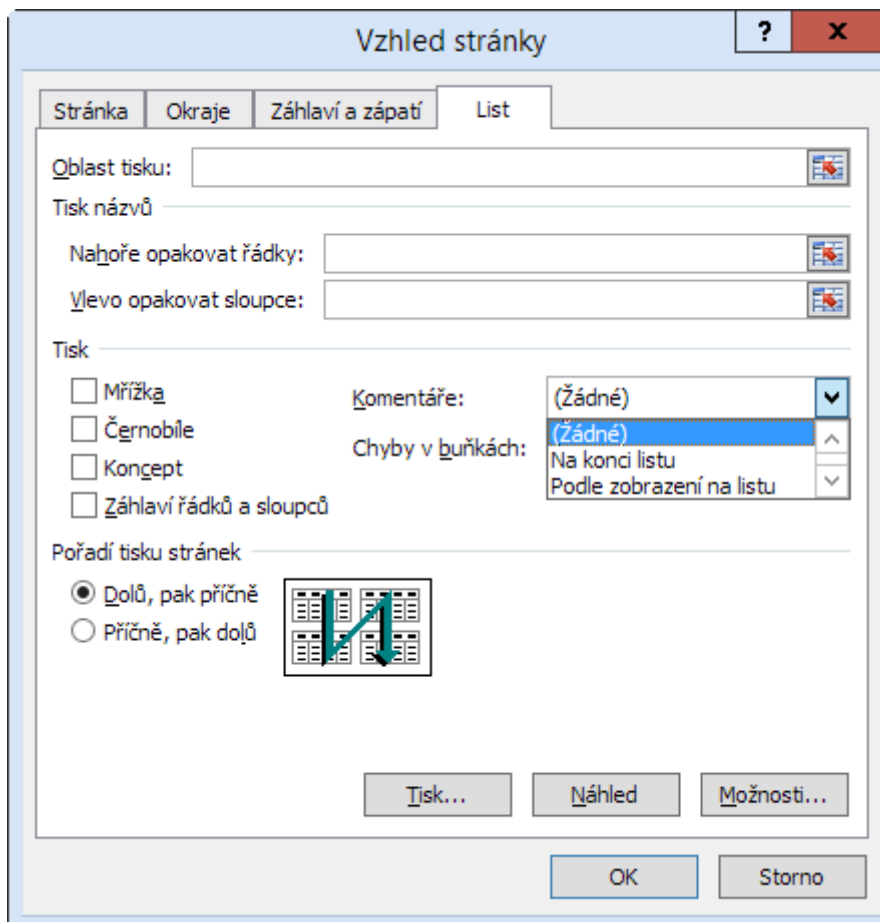 Vzhled stránky
?
x
Stránka
Okraje
Záhlaví a zápatí
List
Oblast tisku:
Tisk názvů
Nahoře opakovat řádky:
Vlevo opakovat sloupce:
Tisk
Mřížka
Černobíle
Koncept
Záhlaví řádků a sloupců
Komentáře:
(Žádné)
Chyby v buňkách:
(Žádné)
Na konci listu
Podle zobrazení na listu
Pořadí tisku stránek
Dolů, pak příčně
Příčně, pak dolů
Tisk...
Náhled
Možnosti...
OK
Storno